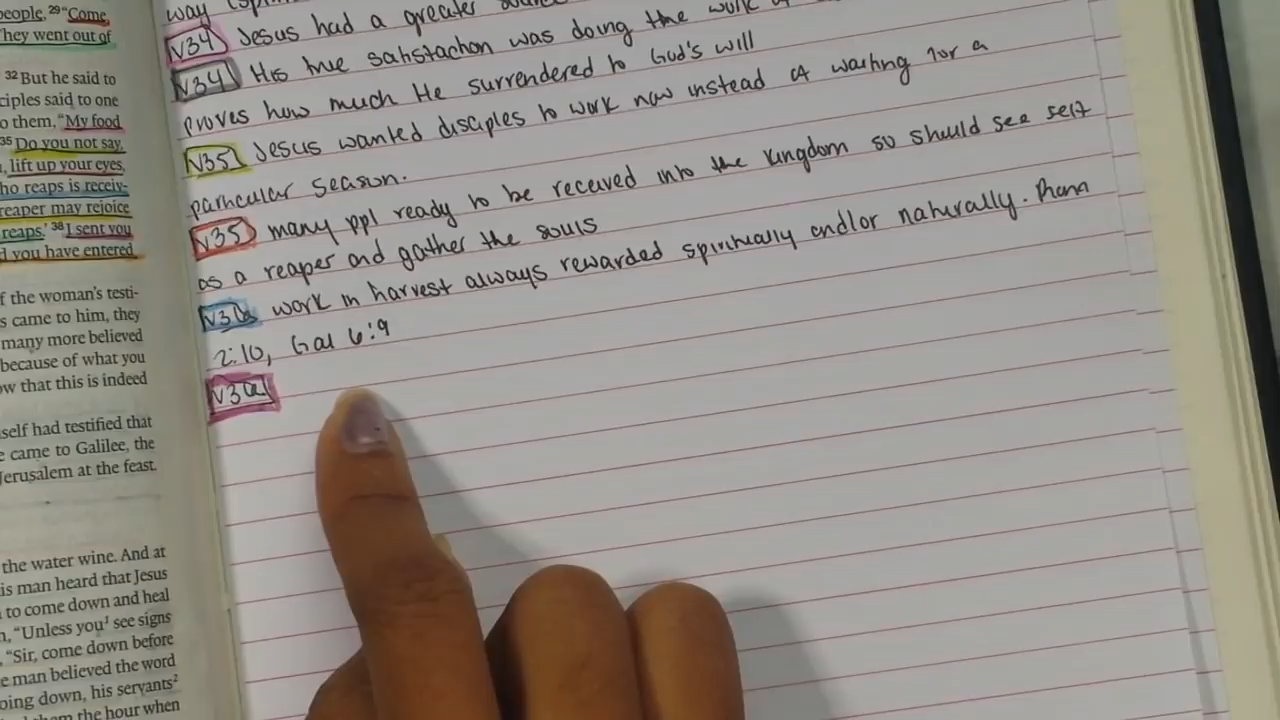 people, 29 "Come,
They went out of
32 But he said to
ciples said to one
o them, "My food
35 Do you not say,
, lift up your eyes,
ho reaps is receiv-
reaper may rejoice
reaps.' 38 I sent you
d you have entered
f the woman's testi-
s came to him, they
many more believed
because of what you
ow that this is indeed
self had testified that
e came to Galilee, the
Jerusalem at the feast.
the water wine. And at
is man heard that Jesus
to come down and heal
, "Unless you see signs
"Sir, come down before
e man believed the word
oing down, his servants
them the hour when
way
V34 Jesus had a greater
V34 His true satisfaction was doing the work
proves how much He surrendered to God's will
V35 Jesus wanted disciples to work now instead of waiting for a
particular season.
V35 many ppl ready to be received into the kingdom so should see self
as a reaper and gather the souls
V36 work in harvest always rewarded spiritually and/or naturally.
2:10, Gal 6:9